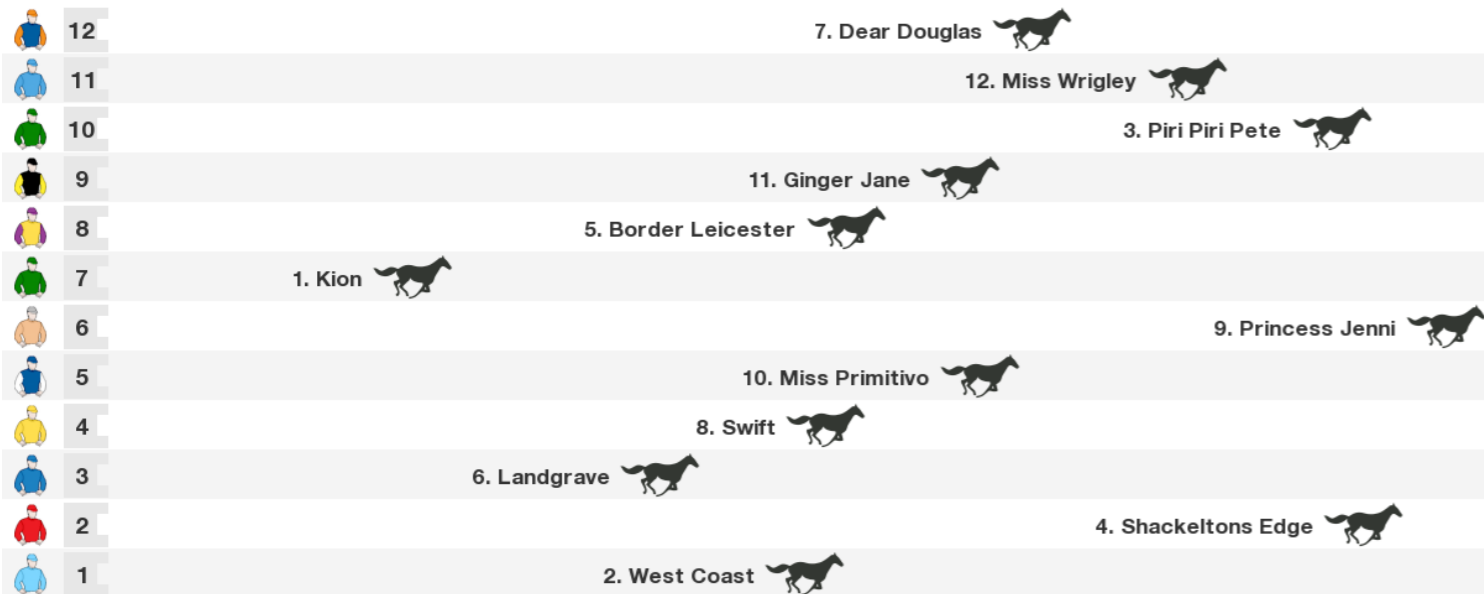 12 7. Dear Douglas
11 12. Miss Wrigley
10 3. Piri Piri Pete
9 11. Ginger Jane
8 5. Border Leicester
7 1. Kion
6 9. Princess Jenni
5 10. Miss Primitivo
4 8. Swift
3 6. Landgrave
2 4. Shackeltons Edge
1 2. West Coast